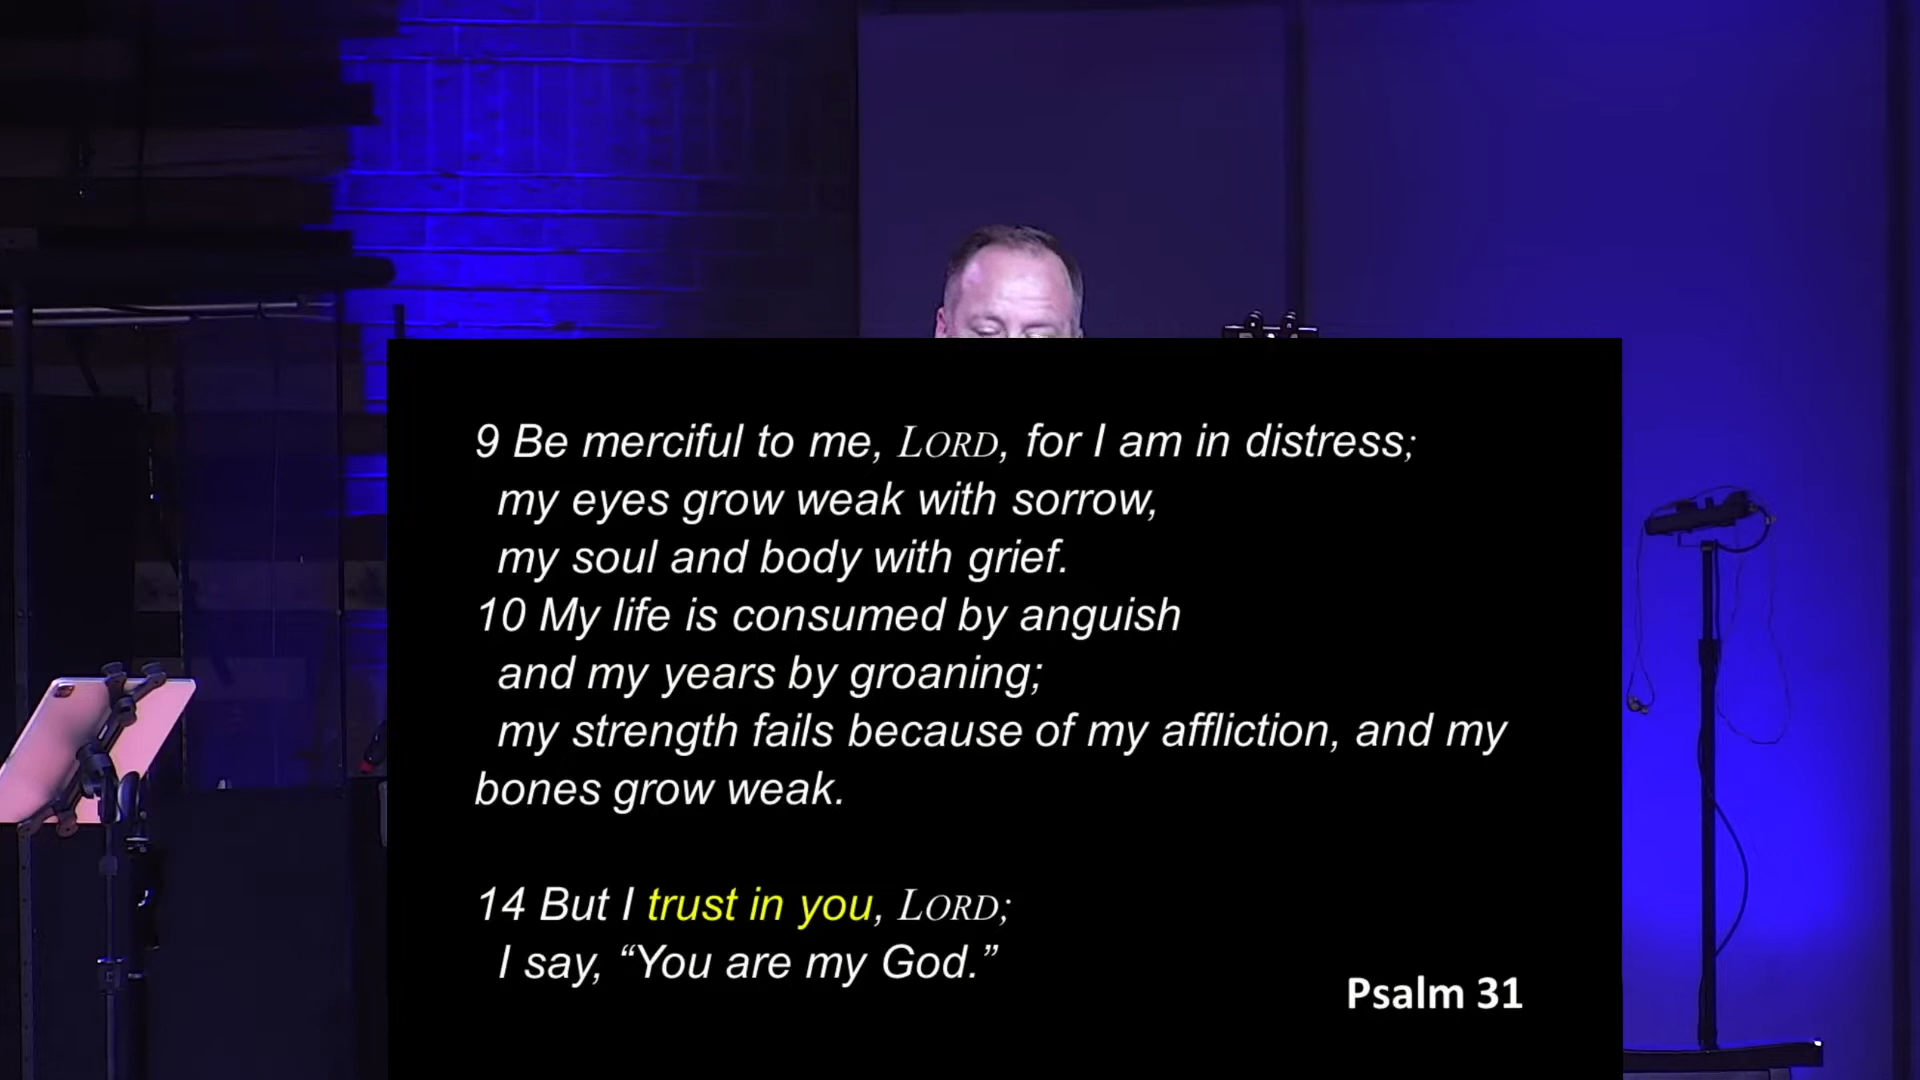 9 Be merciful to me, LORD, for I am in distress;
my eyes grow weak with sorrow,
my soul and body with grief.
10 My life is consumed by anguish
and my years by groaning;
my strength fails because of my affliction, and my
bones grow weak.
14 But I trust in you, LORD;
I say, “You are my God.”
Psalm 31